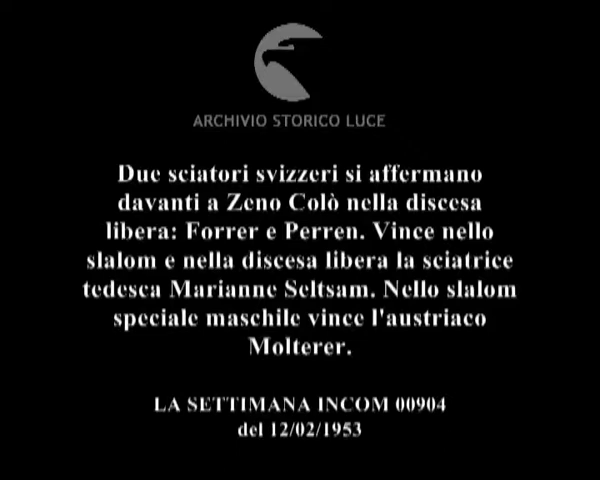 ARCHIVIO STORICO LUCE
Due sciatori svizzeri si affermano
davanti a Zeno Colò nella discesa
libera: Forrer e Perren. Vince nello
slalom e nella discesa libera la sciatrice
tedesca Marianne Seltsam. Nello slalom
speciale maschile vince l'austriaco
Molterer.
LA SETTIMANA INCOM 00904
del 12/02/1953